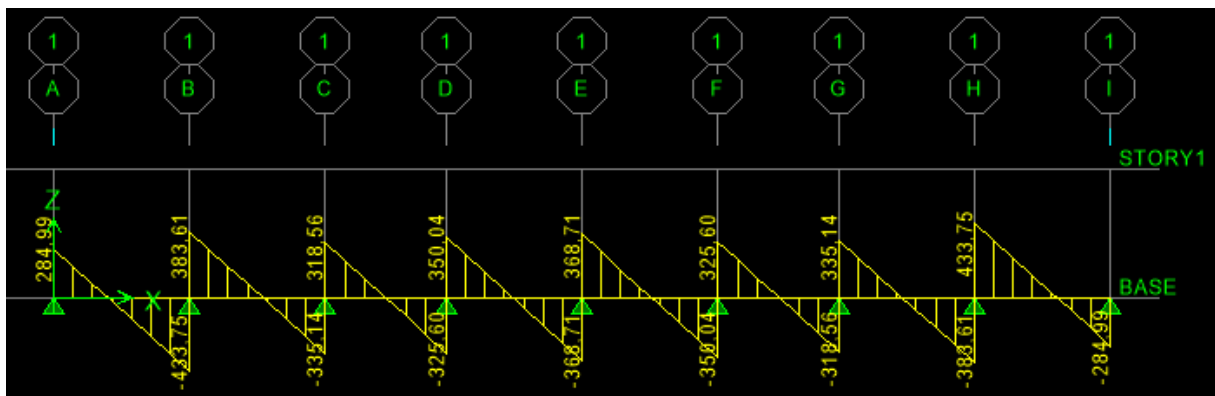 1 1 1 1 1 1 1 1 1
A B C D E F G H I
STORY1
Z
284.99 383.61 318.56 350.04 368.71 325.60 335.14 433.75
X
BASE
-433.75 -335.14 -325.60 -368.71 -350.04 -318.56 -383.61 -284.99